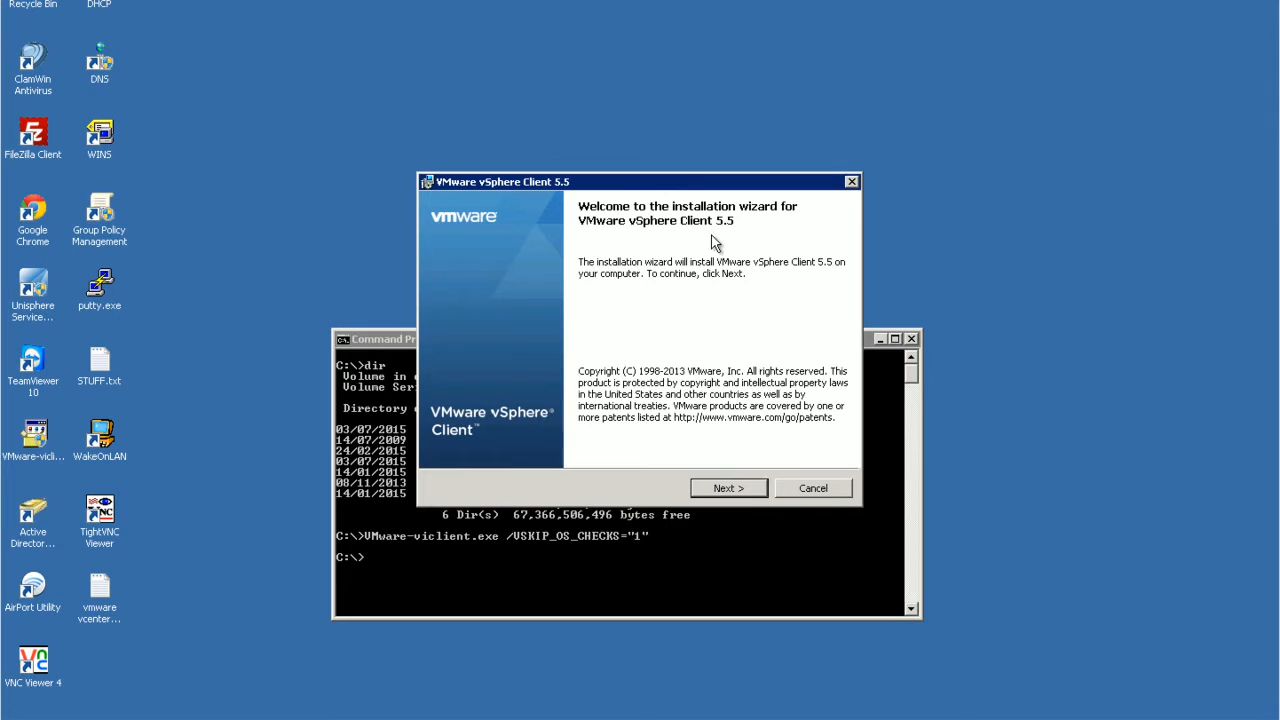 Recycle Bin
DHCP
ClamWin
Antivirus
DNS
FileZilla Client
WINS
Google
Chrome
Group Policy
Management
Unisphere
Service...
putty.exe
TeamViewer
10
STUFF.txt
VMware-vicli...
WakeOnLAN
Active
Director...
TightVNC
Viewer
AirPort Utility
vmware
vcenter...
VNC Viewer 4
VMware vSphere Client 5.5
vmware
VMware vSphere®
Client™
Welcome to the installation wizard for
VMware vSphere Client 5.5
The installation wizard will install VMware vSphere Client 5.5 on
your computer. To continue, click Next.
Copyright (C) 1998-2013 VMware, Inc. All rights reserved. This
product is protected by copyright and intellectual property laws
in the United States and other countries as well as by
international treaties. VMware products are covered by one or
more patents listed at http://www.vmware.com/go/patents.
Next >
Cancel
Command Pr
C:\>dir
Volume in
Volume Ser
Directory
03/07/2015
14/07/2009
24/02/2015
03/07/2015
14/01/2015
08/11/2013
14/01/2015
6 Dir(s) 67,366,506,496 bytes free
C:\>VMware-viclient.exe /VSKIP_OS_CHECKS="1"
C:\>